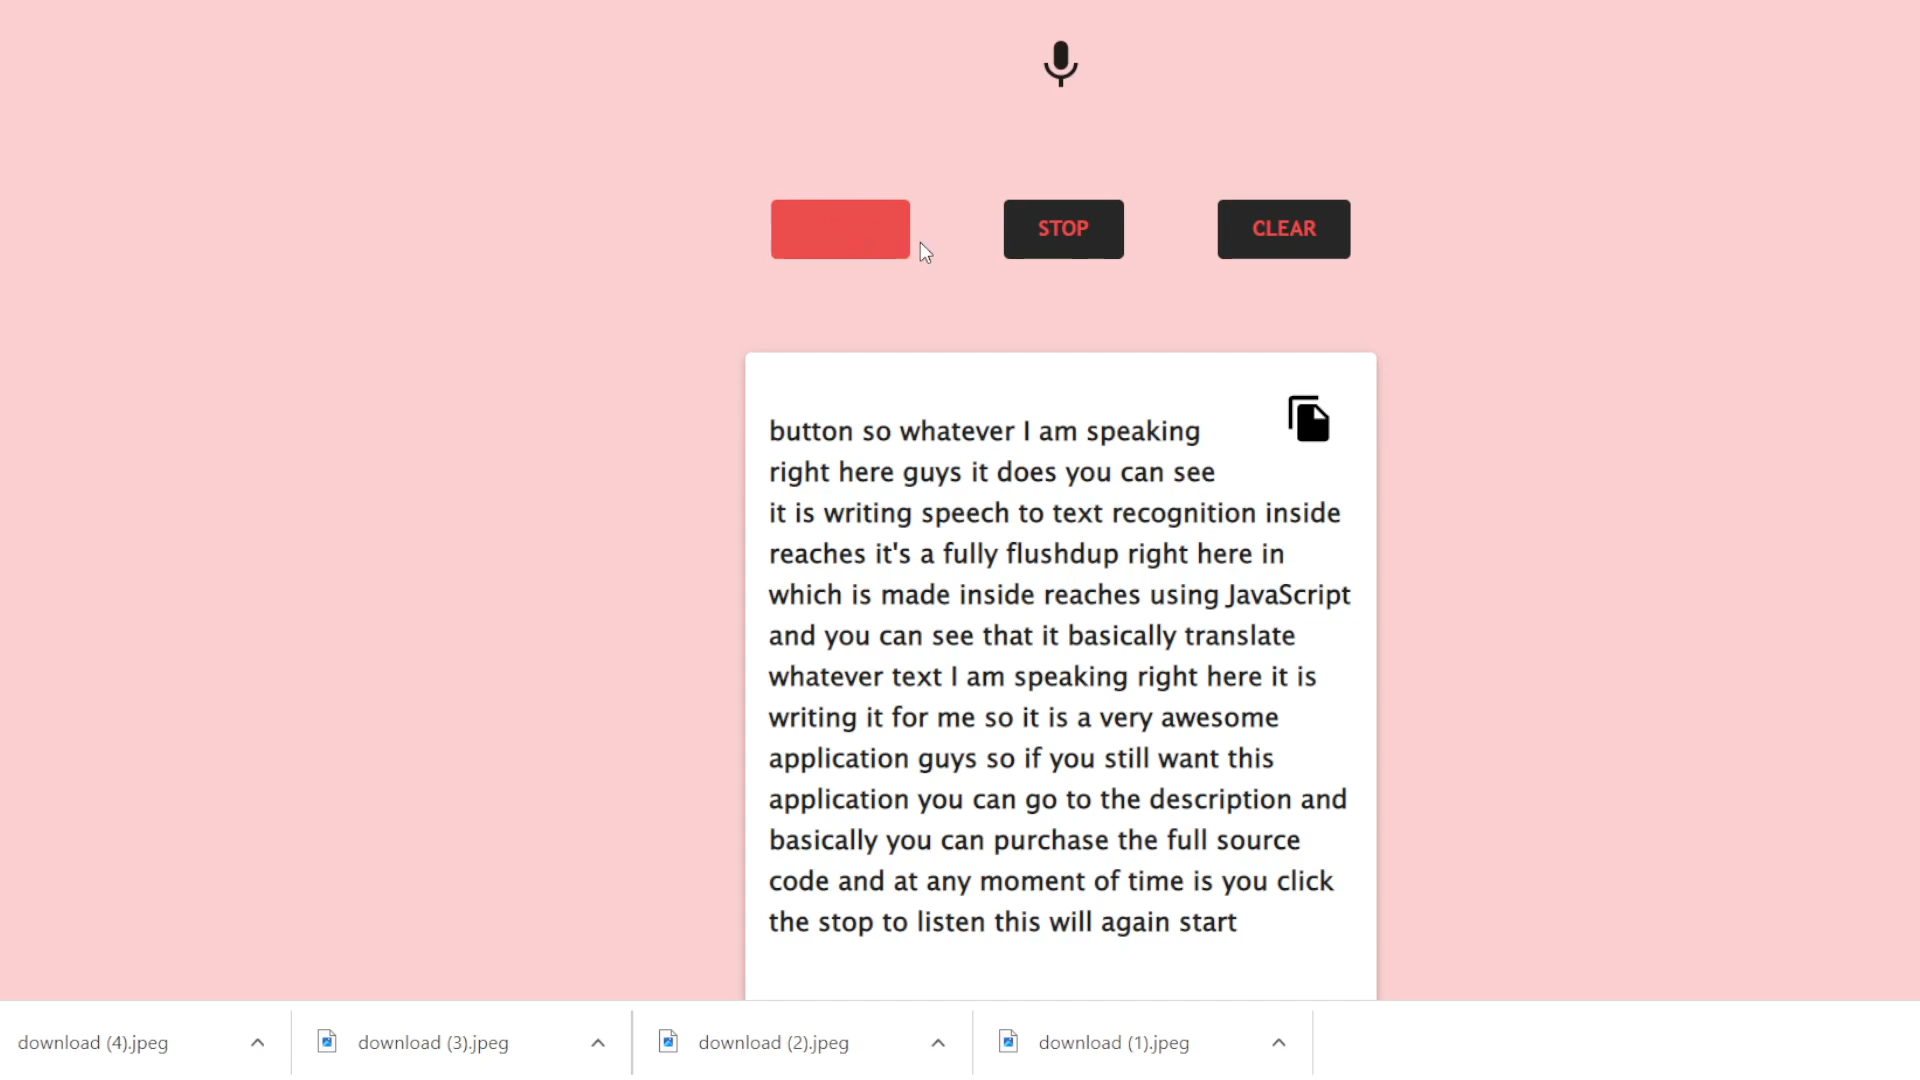 STOP
CLEAR
button so whatever I am speaking
right here guys it does you can see
it is writing speech to text recognition inside
reaches it's a fully flushdup right here in
which is made inside reaches using JavaScript
and you can see that it basically translate
whatever text I am speaking right here it is
writing it for me so it is a very awesome
application guys so if you still want this
application you can go to the description and
basically you can purchase the full source
code and at any moment of time is you click
the stop to listen this will again start
download (4).jpeg
download (3).jpeg
download (2).jpeg
download (1).jpeg